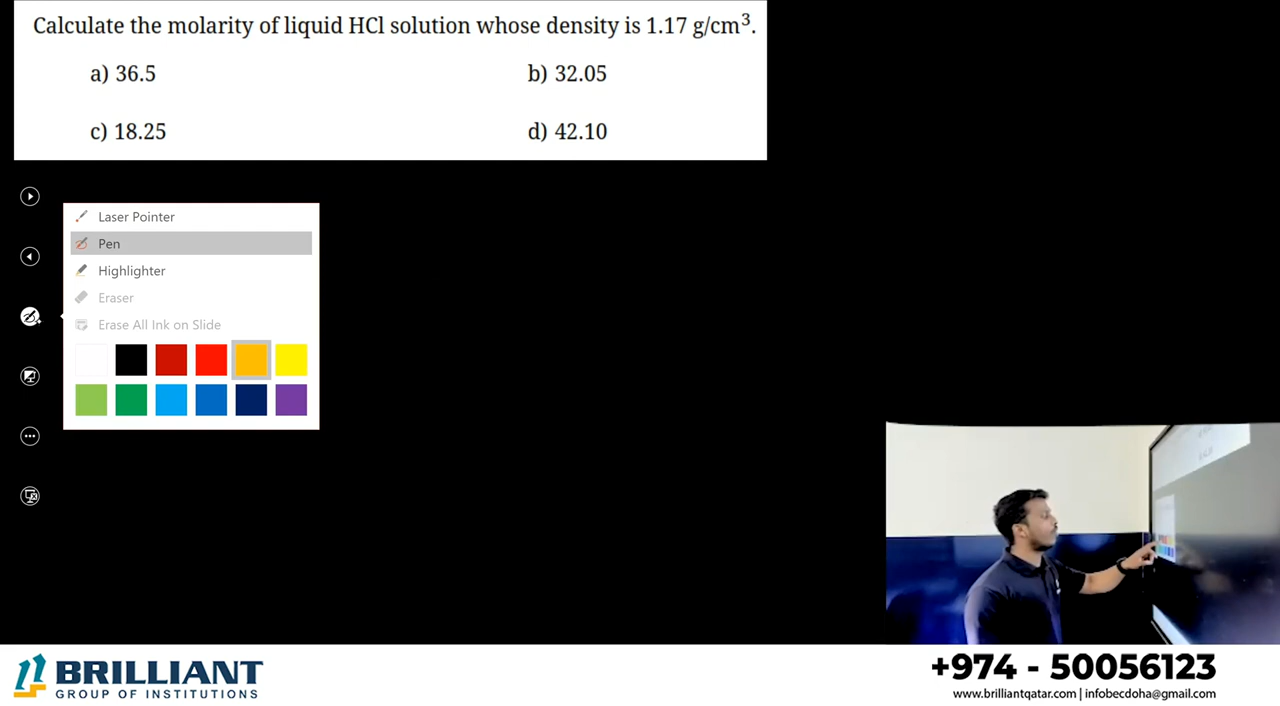 Calculate the molarity of liquid HCl solution whose density is 1.17 g/cm³.
a) 36.5
b) 32.05
c) 18.25
d) 42.10
Laser Pointer
Pen
Highlighter
Eraser
Erase All Ink on Slide
BRILLIANT
GROUP OF INSTITUTIONS
+974 - 50056123
www.brilliantqatar.com | infobecdoha@gmail.com